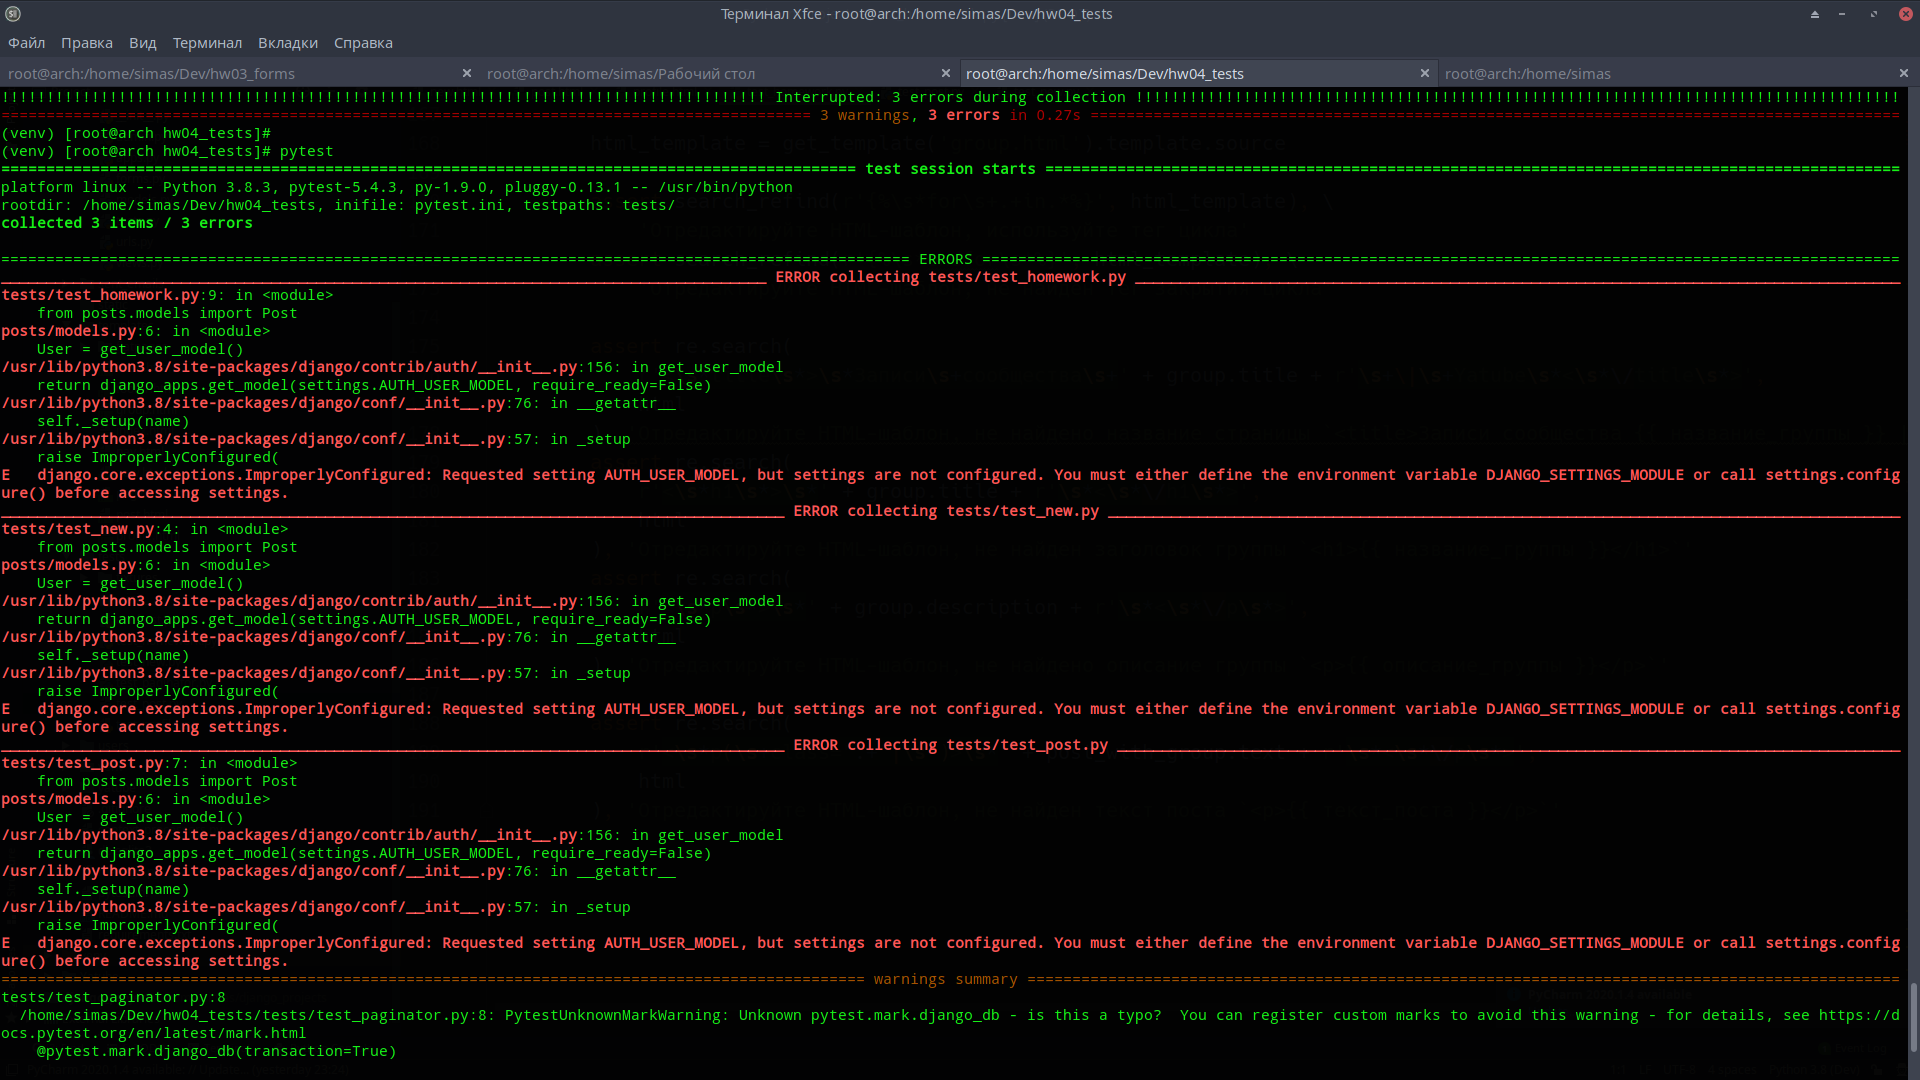 Терминал Xfce - root@arch:/home/simas/Dev/hw04_tests
Файл Правка Вид Терминал Вкладки Справка
root@arch:/home/simas/Dev/hw03_forms root@arch:/home/simas/Рабочий стол root@arch:/home/simas/Dev/hw04_tests root@arch:/home/simas
Interrupted: 3 errors during collection
3 warnings, 3 errors in 0.27s
(venv) [root@arch hw04_tests]#
(venv) [root@arch hw04_tests]# pytest
test session starts
platform linux -- Python 3.8.3, pytest-5.4.3, py-1.9.0, pluggy-0.13.1 -- /usr/bin/python
rootdir: /home/simas/Dev/hw04_tests, inifile: pytest.ini, testpaths: tests/
collected 3 items / 3 errors
ERRORS
ERROR collecting tests/test_homework.py
tests/test_homework.py:9: in <module>
from posts.models import Post
posts/models.py:6: in <module>
User = get_user_model()
/usr/lib/python3.8/site-packages/django/contrib/auth/__init__.py:156: in get_user_model
return django_apps.get_model(settings.AUTH_USER_MODEL, require_ready=False)
/usr/lib/python3.8/site-packages/django/conf/__init__.py:76: in __getattr__
self._setup(name)
/usr/lib/python3.8/site-packages/django/conf/__init__.py:57: in _setup
raise ImproperlyConfigured(
E django.core.exceptions.ImproperlyConfigured: Requested setting AUTH_USER_MODEL, but settings are not configured. You must either define the environment variable DJANGO_SETTINGS_MODULE or call settings.config
ure() before accessing settings.
ERROR collecting tests/test_new.py
tests/test_new.py:4: in <module>
from posts.models import Post
posts/models.py:6: in <module>
User = get_user_model()
/usr/lib/python3.8/site-packages/django/contrib/auth/__init__.py:156: in get_user_model
return django_apps.get_model(settings.AUTH_USER_MODEL, require_ready=False)
/usr/lib/python3.8/site-packages/django/conf/__init__.py:76: in __getattr__
self._setup(name)
/usr/lib/python3.8/site-packages/django/conf/__init__.py:57: in _setup
raise ImproperlyConfigured(
E django.core.exceptions.ImproperlyConfigured: Requested setting AUTH_USER_MODEL, but settings are not configured. You must either define the environment variable DJANGO_SETTINGS_MODULE or call settings.config
ure() before accessing settings.
ERROR collecting tests/test_post.py
tests/test_post.py:7: in <module>
from posts.models import Post
posts/models.py:6: in <module>
User = get_user_model()
/usr/lib/python3.8/site-packages/django/contrib/auth/__init__.py:156: in get_user_model
return django_apps.get_model(settings.AUTH_USER_MODEL, require_ready=False)
/usr/lib/python3.8/site-packages/django/conf/__init__.py:76: in __getattr__
self._setup(name)
/usr/lib/python3.8/site-packages/django/conf/__init__.py:57: in _setup
raise ImproperlyConfigured(
E django.core.exceptions.ImproperlyConfigured: Requested setting AUTH_USER_MODEL, but settings are not configured. You must either define the environment variable DJANGO_SETTINGS_MODULE or call settings.config
ure() before accessing settings.
warnings summary
tests/test_paginator.py:8
/home/simas/Dev/hw04_tests/tests/test_paginator.py:8: PytestUnknownMarkWarning: Unknown pytest.mark.django_db - is this a typo?  You can register custom marks to avoid this warning - for details, see https://d
ocs.pytest.org/en/latest/mark.html
@pytest.mark.django_db(transaction=True)